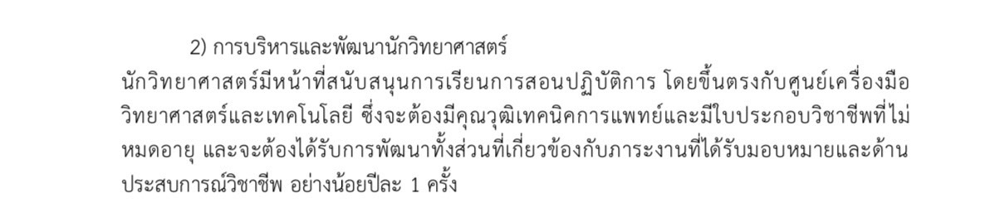 2) การบริหารและพัฒนานักวิทยาศาสตร์
นักวิทยาศาสตร์มีหน้าที่สนับสนุนการเรียนการสอนปฏิบัติการ โดยขึ้นตรงกับศูนย์เครื่องมือ
วิทยาศาสตร์และเทคโนโลยี ซึ่งจะต้องมีคุณวุฒิเทคนิคการแพทย์และมีใบประกอบวิชาชีพที่ไม่
หมดอายุ และจะต้องได้รับการพัฒนาทั้งส่วนที่เกี่ยวข้องกับภาระงานที่ได้รับมอบหมายและด้าน
ประสบการณ์วิชาชีพ อย่างน้อยปีละ 1 ครั้ง